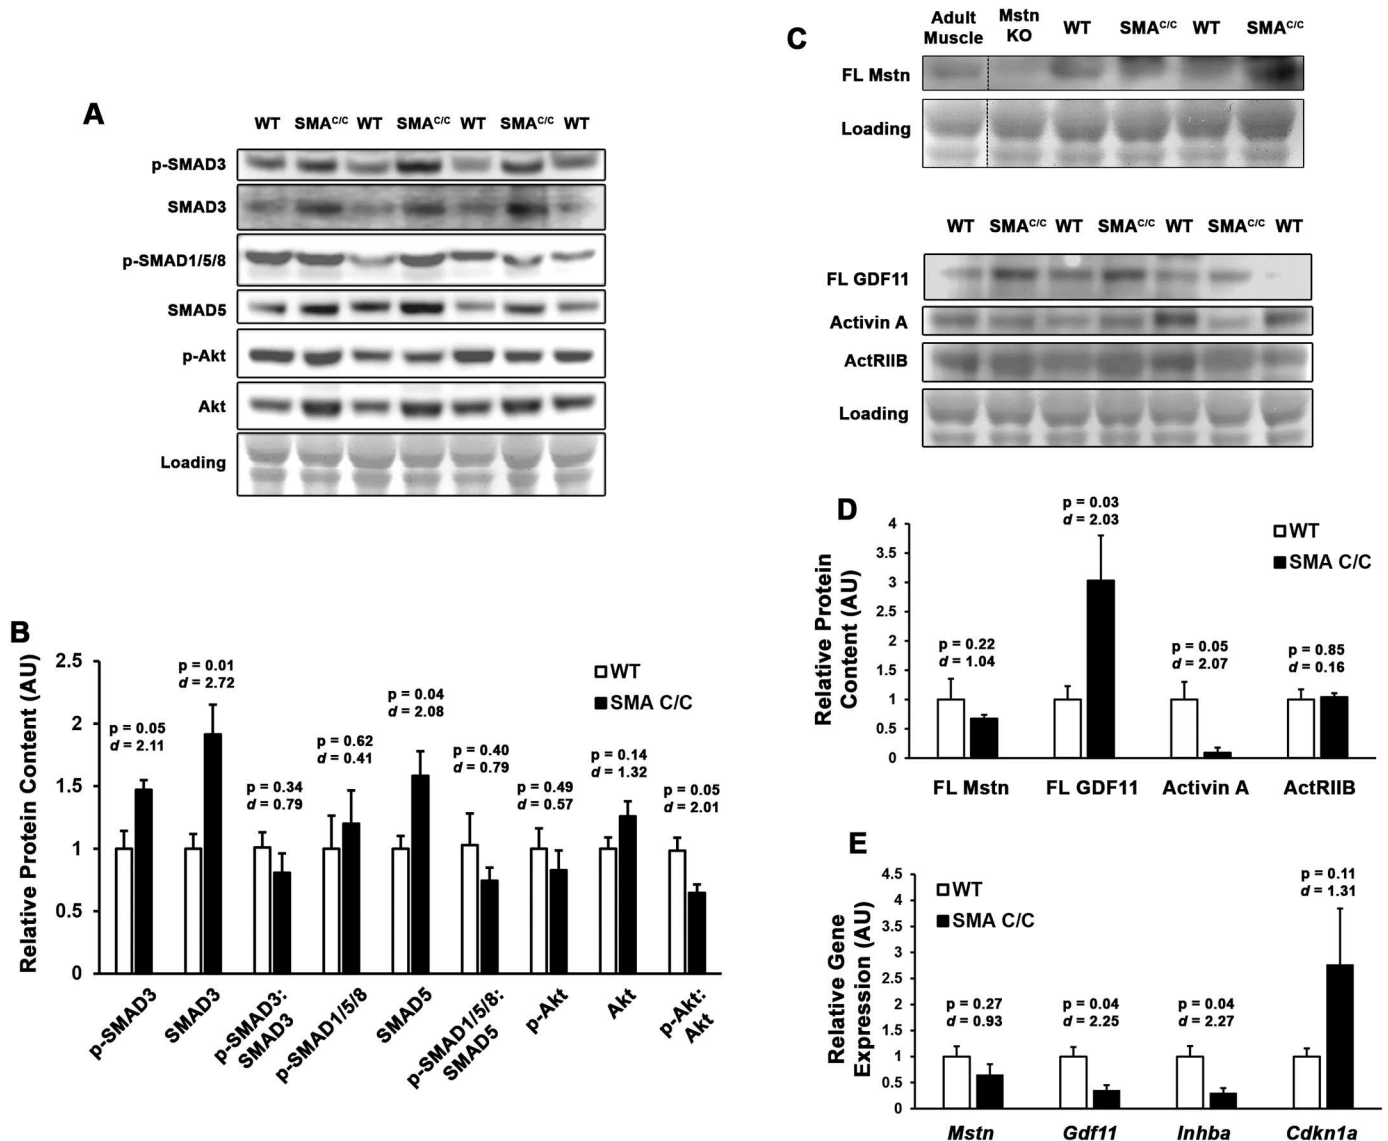 A
WT SMAC/C WT SMAC/C WT SMAC/C WT
p-SMAD3
SMAD3
p-SMAD1/5/8
SMAD5
p-Akt
Akt
Loading
B
Relative Protein Content (AU)
2.5
2
1.5
1
0.5
0
WT
SMA C/C
p = 0.05
d = 2.11
p = 0.01
d = 2.72
p = 0.34
d = 0.79
p = 0.62
d = 0.41
p = 0.04
d = 2.08
p = 0.40
d = 0.79
p = 0.49
d = 0.57
p = 0.14
d = 1.32
p = 0.05
d = 2.01
p-SMAD3
SMAD3
p-SMAD3:
SMAD3
p-SMAD1/5/8
SMAD5
p-SMAD1/5/8:
SMAD5
p-Akt
Akt
p-Akt:
Akt
C
Adult
Muscle
Mstn
KO
WT SMAC/C WT SMAC/C
FL Mstn
Loading
WT SMAC/C WT SMAC/C WT SMAC/C WT
FL GDF11
Activin A
ActRIIB
Loading
D
Relative Protein
Content (AU)
4
3.5
3
2.5
2
1.5
1
0.5
0
WT
SMA C/C
p = 0.22
d = 1.04
p = 0.03
d = 2.03
p = 0.05
d = 2.07
p = 0.85
d = 0.16
FL Mstn FL GDF11 Activin A ActRIIB
E
Relative Gene
Expression (AU)
4.5
4
3.5
3
2.5
2
1.5
1
0.5
0
WT
SMA C/C
p = 0.27
d = 0.93
p = 0.04
d = 2.25
p = 0.04
d = 2.27
p = 0.11
d = 1.31
Mstn Gdf11 Inhba Cdkn1a